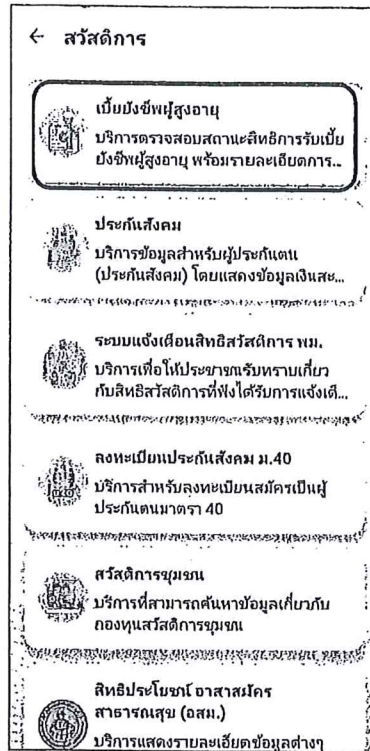 ← สวัสดิการ
เบี้ยยังชีพผู้สูงอายุ
บริการตรวจสอบสถานะสิทธิการรับเบี้ย
ยังชีพผู้สูงอายุ พร้อมรายละเอียดการ...
ประกันสังคม
บริการข้อมูลสำหรับผู้ประกันตน
(ประกันสังคม) โดยแสดงข้อมูลเงินสะ...
ระบบแจ้งเตือนสิทธิสวัสดิการ พม.
บริการเพื่อให้ประชาชนรับทราบเกี่ยว
กับสิทธิสวัสดิการที่พึงได้รับการแจ้งเตื...
ลงทะเบียนประกันสังคม ม.40
บริการสำหรับลงทะเบียนสมัครเป็นผู้
ประกันตนมาตรา 40
สวัสดิการชุมชน
บริการที่สามารถค้นหาข้อมูลเกี่ยวกับ
กองทุนสวัสดิการชุมชน
สิทธิประโยชน์ อาสาสมัคร
สาธารณสุข (อสม.)
บริการแสดงรายละเอียดข้อมูลต่างๆ